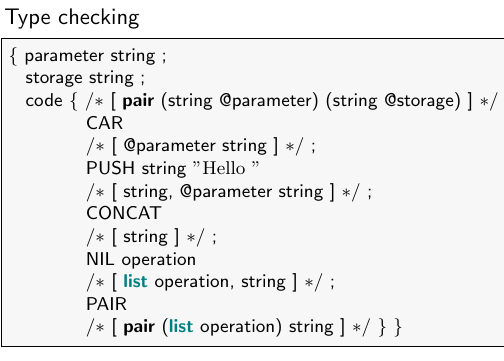 Type checking
{ parameter string ;
storage string ;
code { /* [ pair (string @parameter) (string @storage) ] */
CAR
/* [ @parameter string ] */ ;
PUSH string ”Hello ”
/* [ string, @parameter string ] */ ;
CONCAT
/* [ string ] */ ;
NIL operation
/* [ list operation, string ] */ ;
PAIR
/* [ pair (list operation) string ] */ } }